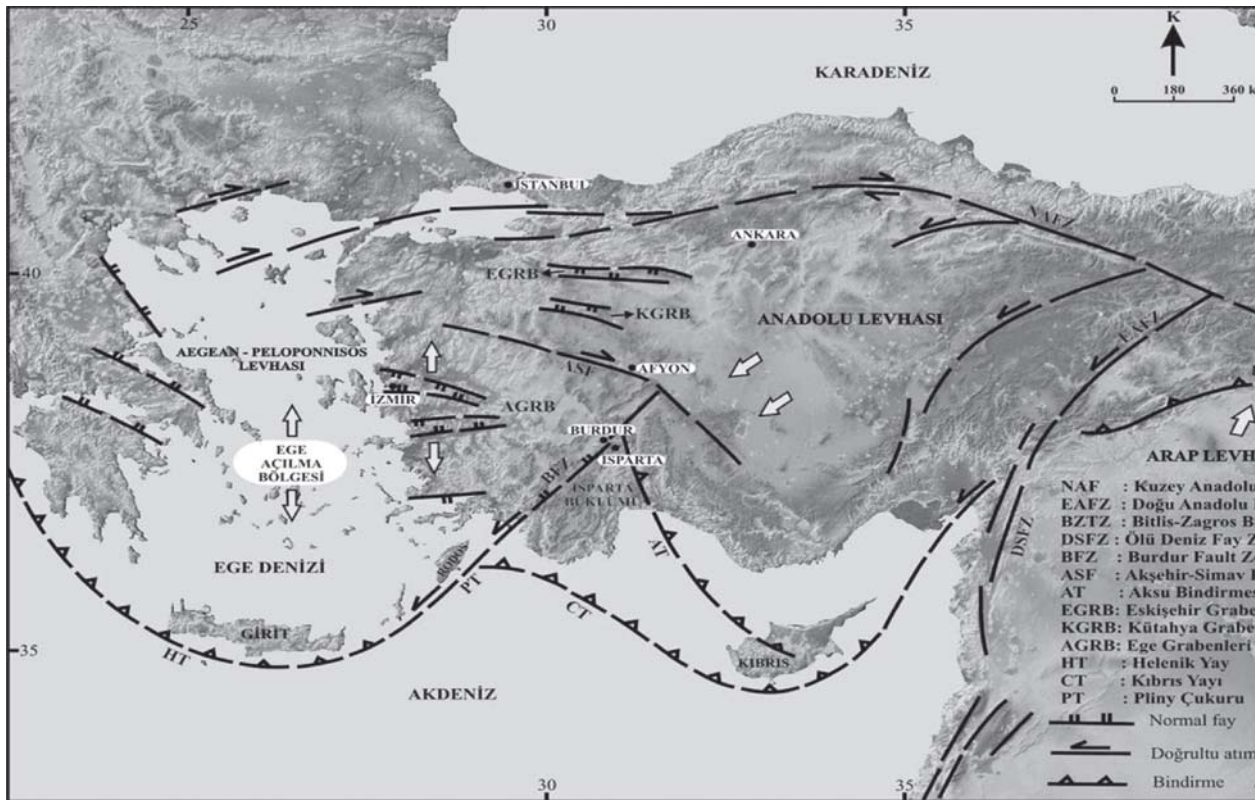 25
30
35
K
KARADENİZ
0 180 360 k
İSTANBUL
NAFZ
ANKARA
40
EGRB
KGRB
ANADOLU LEVHASI
EAFZ
AEGEAN - PELOPONNISOS
LEVHASI
ASF
AFYON
İZMİR
AGRB
BURDUR
EGE
AÇILMA
BÖLGESİ
ISPARTA
BFZ
ISPARTA
BÜKLÜMÜ
ARAP LEVH
NAF : Kuzey Anadolu
EAFZ : Doğu Anadolu
BZTZ : Bitlis-Zagros B
DSFZ : Ölü Deniz Fay Z
BFZ : Burdur Fault Z
ASF : Akşehir-Simav
AT : Aksu Bindirmes
EGRB: Eskişehir Grabe
KGRB: Kütahya Grabe
AGRB: Ege Grabenleri
HT : Helenik Yay
CT : Kıbrıs Yayı
PT : Pliny Çukuru
Normal fay
Doğrultu atım
Bindirme
DSFZ
AT
EGE DENİZİ
RODOS
PT
CT
GİRİT
HT
35
KIBRIS
AKDENİZ
30
35